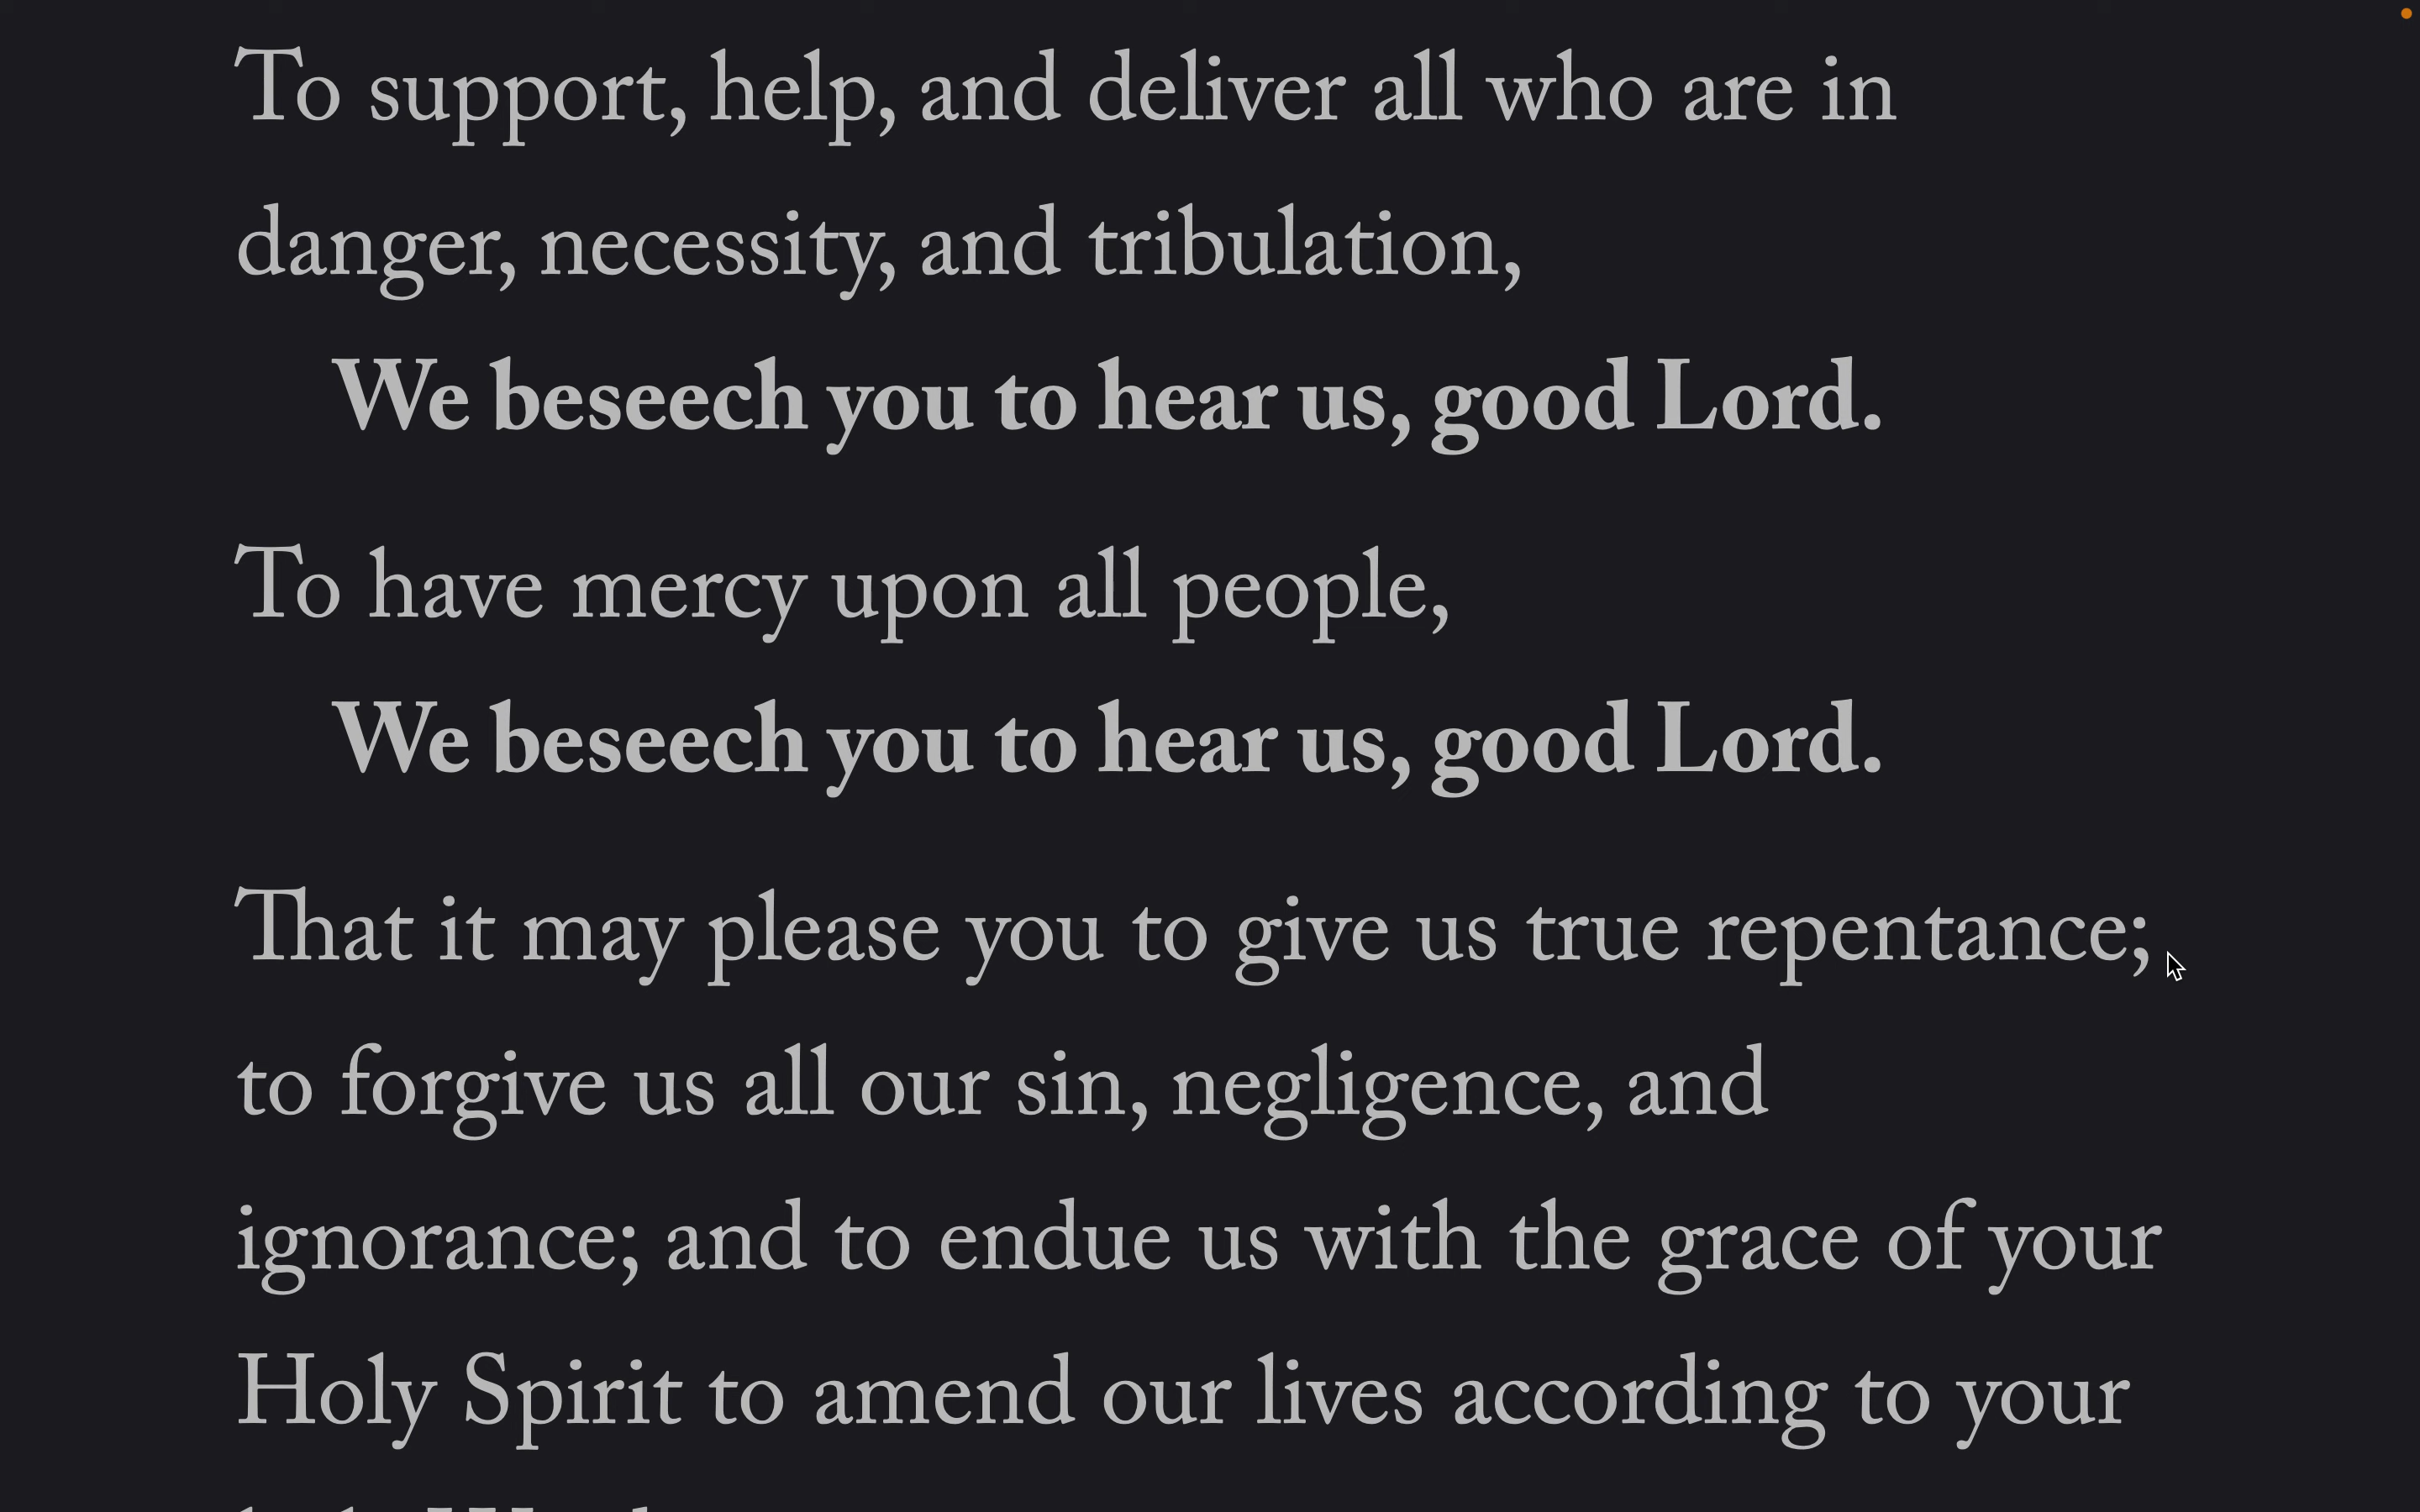 To support, help, and deliver all who are in
danger, necessity, and tribulation,
We beseech you to hear us, good Lord.
To have mercy upon all people,
We beseech you to hear us, good Lord.
That it may please you to give us true repentance;
to forgive us all our sin, negligence, and
ignorance; and to endue us with the grace of your
Holy Spirit to amend our lives according to your